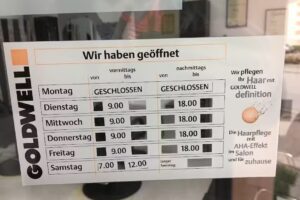 GOLDWELL
Wir haben geöffnet
vormittags nachmittags
von bis von bis
Montag GESCHLOSSEN GESCHLOSSEN
Dienstag 9.00 18.00
Mittwoch 9.00 18.00
Donnerstag 9.00 18.00
Freitag 9.00 18.00
Samstag 7.00 12.00
Wir pflegen
Ihr Haar mit
GOLDWELL
definition
Die Haarpflege
mit
AHA-Effekt
im Salon
und für
zuhause